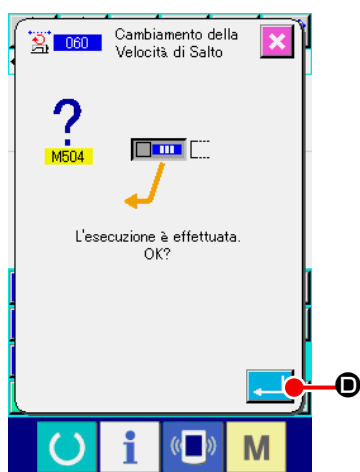 060
Cambiamento della
Velocità di Salto
?
M504
L'esecuzione è effettuata.
OK?
D
i
M